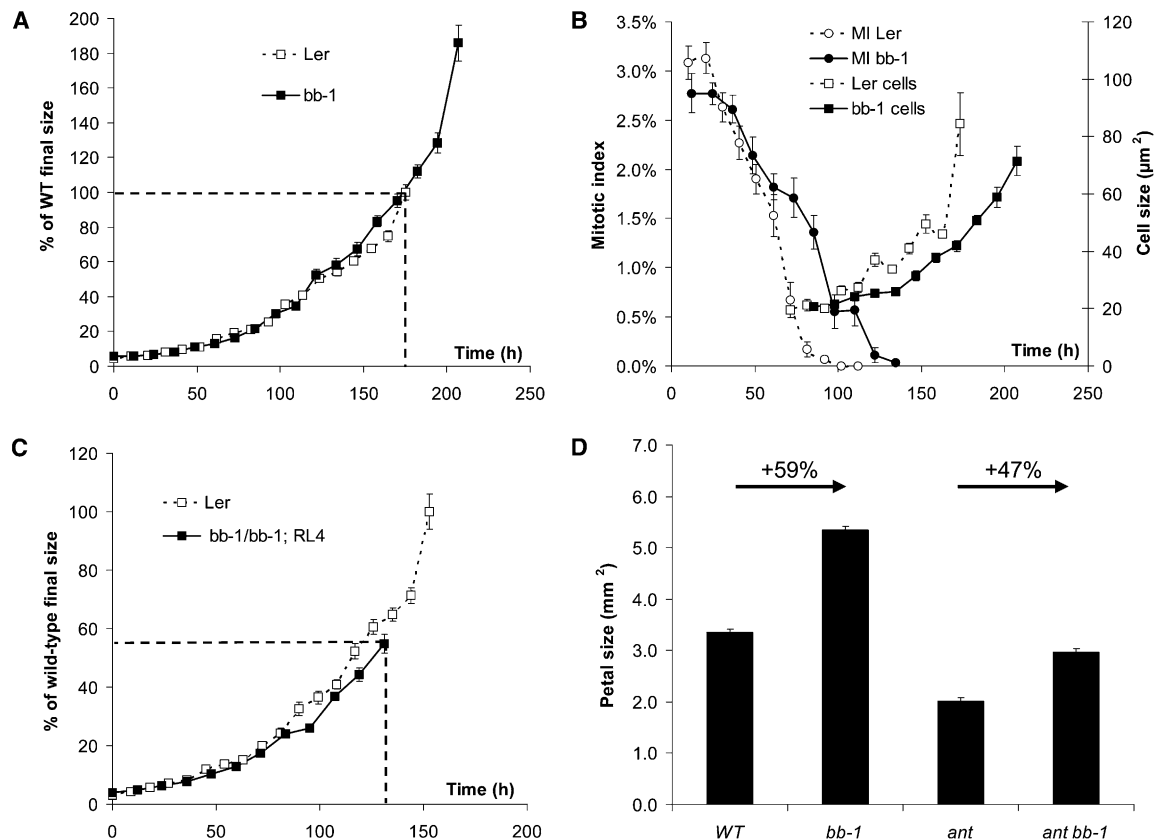 A
200
180
160
140
120
100
80
60
40
20
0
% of WT final size
Ler
bb-1
Time (h)
0 50 100 150 200 250
B
3.5%
3.0%
2.5%
2.0%
1.5%
1.0%
0.5%
0.0%
Mitotic index
MI Ler
MI bb-1
Ler cells
bb-1 cells
120
100
80
60
40
20
0
Cell size (µm²)
Time (h)
0 50 100 150 200 250
C
120
100
80
60
40
20
0
% of wild-type final size
Ler
bb-1/bb-1; RL4
Time (h)
0 50 100 150 200
D
7.0
6.0
5.0
4.0
3.0
2.0
1.0
0.0
Petal size (mm ²)
+59%
+47%
WT bb-1 ant ant bb-1